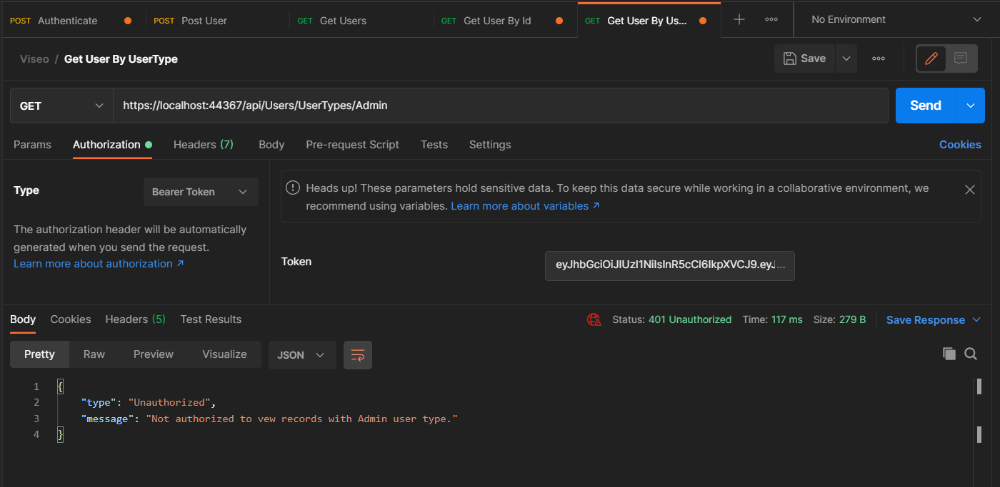 POST Authenticate POST Post User GET Get Users GET Get User By Id GET Get User By Us... No Environment
Viseo / Get User By UserType Save
GET https://localhost:44367/api/Users/UserTypes/Admin Send
Params Authorization Headers (7) Body Pre-request Script Tests Settings Cookies
Type Bearer Token
The authorization header will be automatically
generated when you send the request.
Learn more about authorization ↗
Heads up! These parameters hold sensitive data. To keep this data secure while working in a collaborative environment, we
recommend using variables. Learn more about variables ↗
Token eyJhbGciOiJIUzI1NiIsInR5cCI6IkpXVCJ9.eyJ...
Body Cookies Headers (5) Test Results Status: 401 Unauthorized Time: 117 ms Size: 279 B Save Response
Pretty Raw Preview Visualize JSON
1 {
2 "type": "Unauthorized",
3 "message": "Not authorized to vew records with Admin user type."
4 }